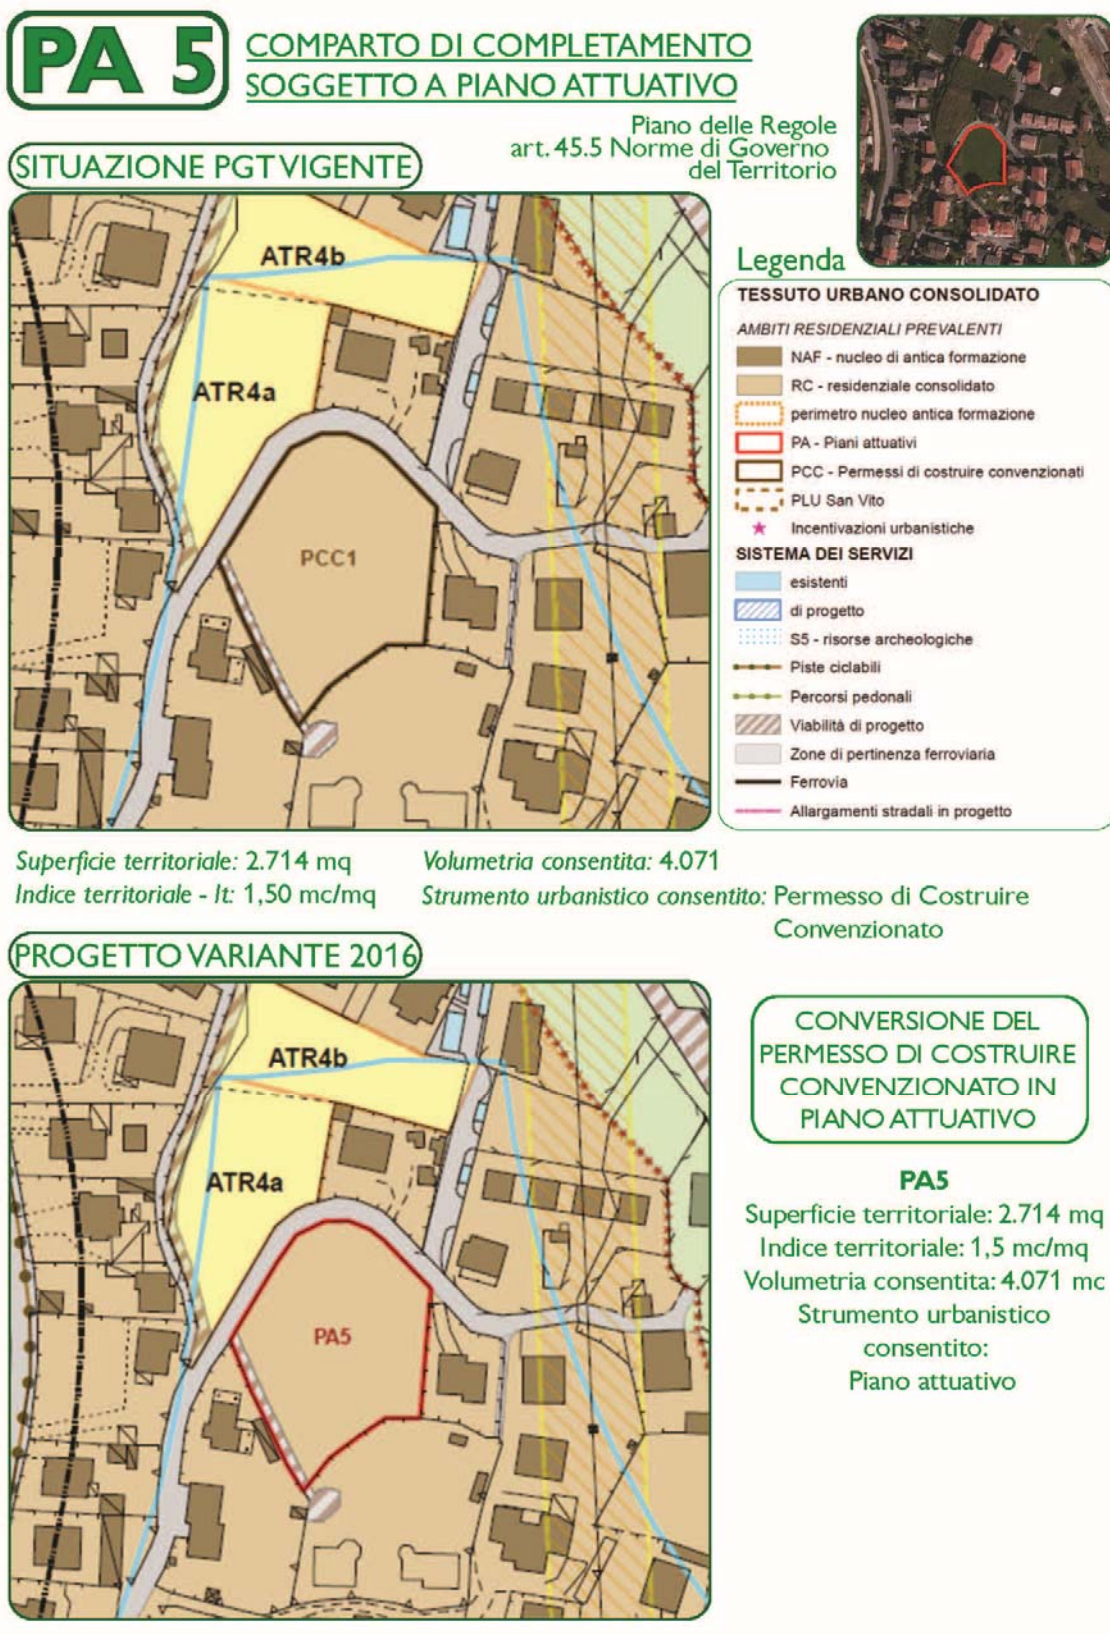 PA 5
COMPARTO DI COMPLETAMENTO
SOGGETTO A PIANO ATTUATIVO
Piano delle Regole
art. 45.5 Norme di Governo
del Territorio
SITUAZIONE PGT VIGENTE
ATR4b
ATR4a
PCC1
Legenda
TESSUTO URBANO CONSOLIDATO
AMBITI RESIDENZIALI PREVALENTI
NAF - nucleo di antica formazione
RC - residenziale consolidato
perimetro nucleo antica formazione
PA - Piani attuativi
PCC - Permessi di costruire convenzionati
PLU San Vito
Incentivazioni urbanistiche
SISTEMA DEI SERVIZI
esistenti
di progetto
S5 - risorse archeologiche
Piste ciclabili
Percorsi pedonali
Viabilità di progetto
Zone di pertinenza ferroviaria
Ferrovia
Allargamenti stradali in progetto
Superficie territoriale: 2.714 mq
Indice territoriale - It: 1,50 mc/mq
Volumetria consentita: 4.071
Strumento urbanistico consentito: Permesso di Costruire
Convenzionato
PROGETTO VARIANTE 2016
ATR4b
ATR4a
PA5
CONVERSIONE DEL
PERMESSO DI COSTRUIRE
CONVENZIONATO IN
PIANO ATTUATIVO
PA5
Superficie territoriale: 2.714 mq
Indice territoriale: 1,5 mc/mq
Volumetria consentita: 4.071 mc
Strumento urbanistico
consentito:
Piano attuativo